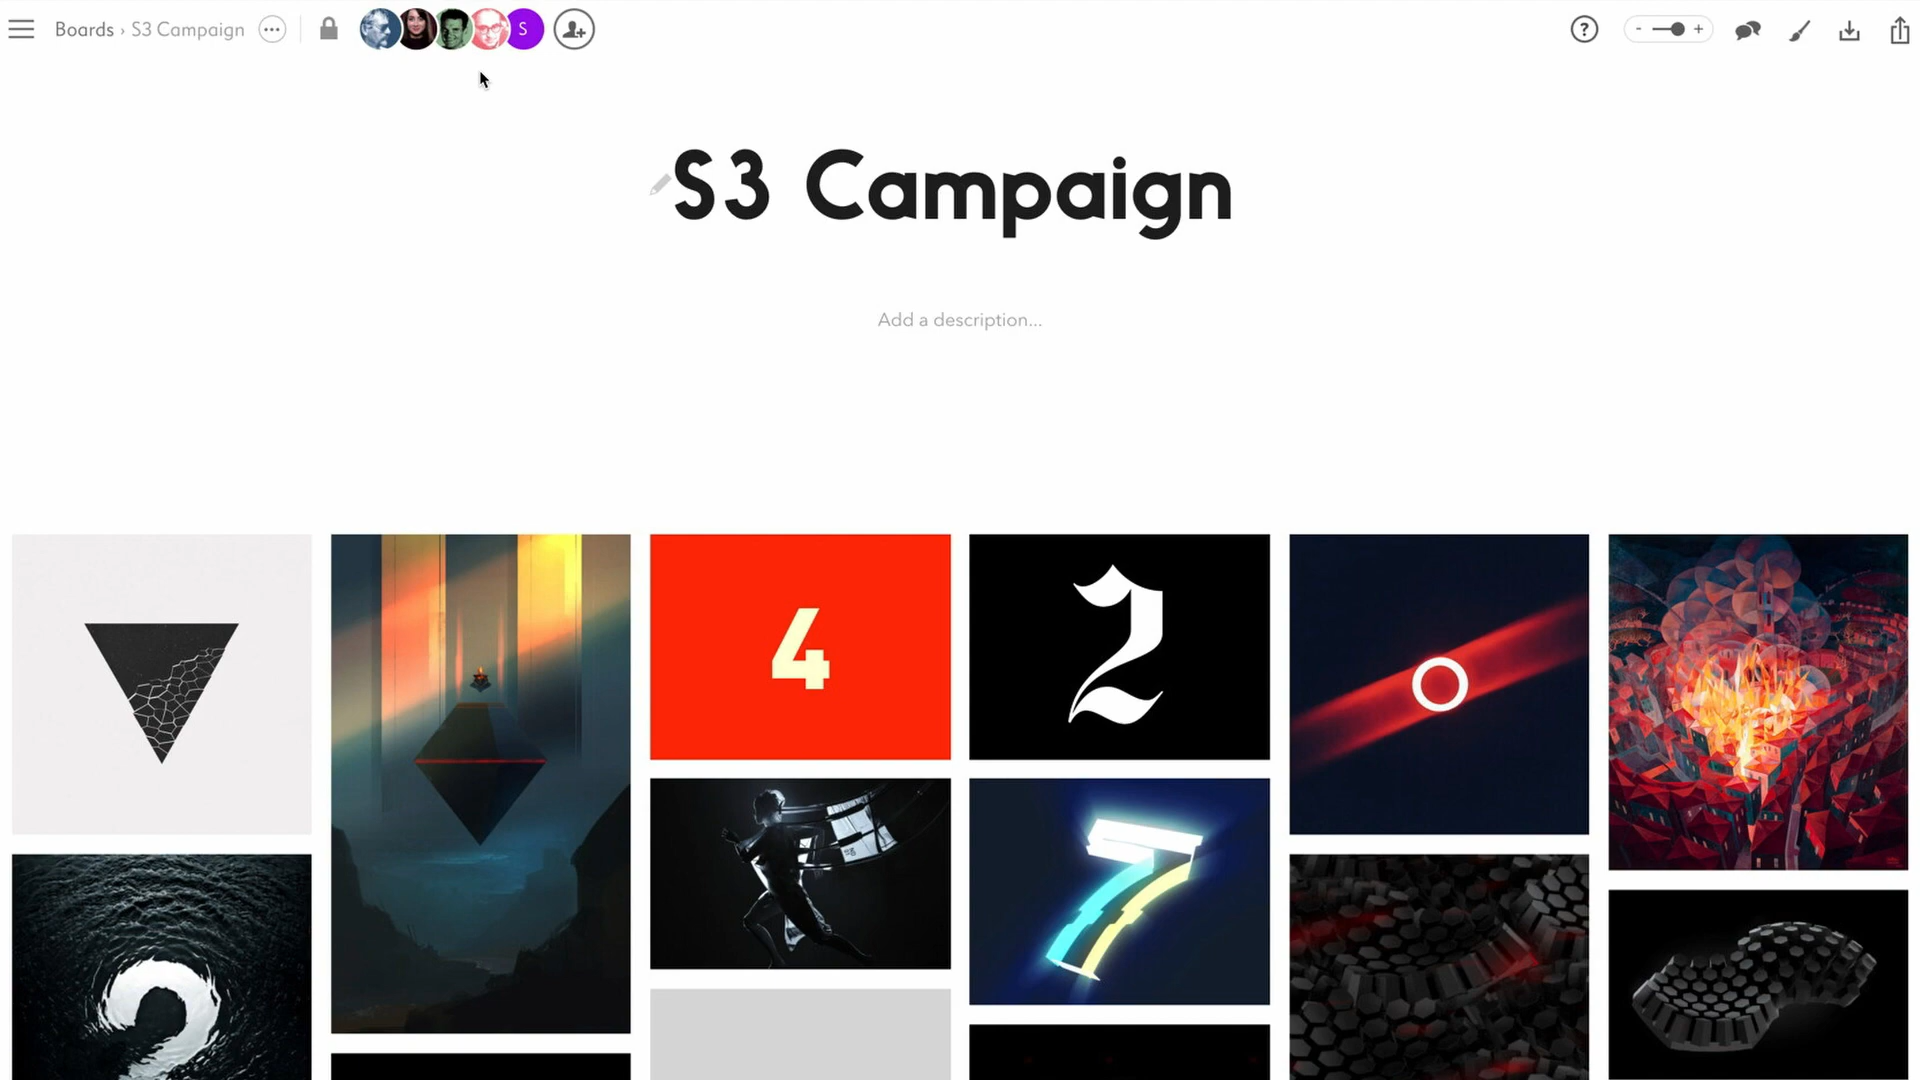 Boards › S3 Campaign
S
S3 Campaign
Add a description...
4
2
7